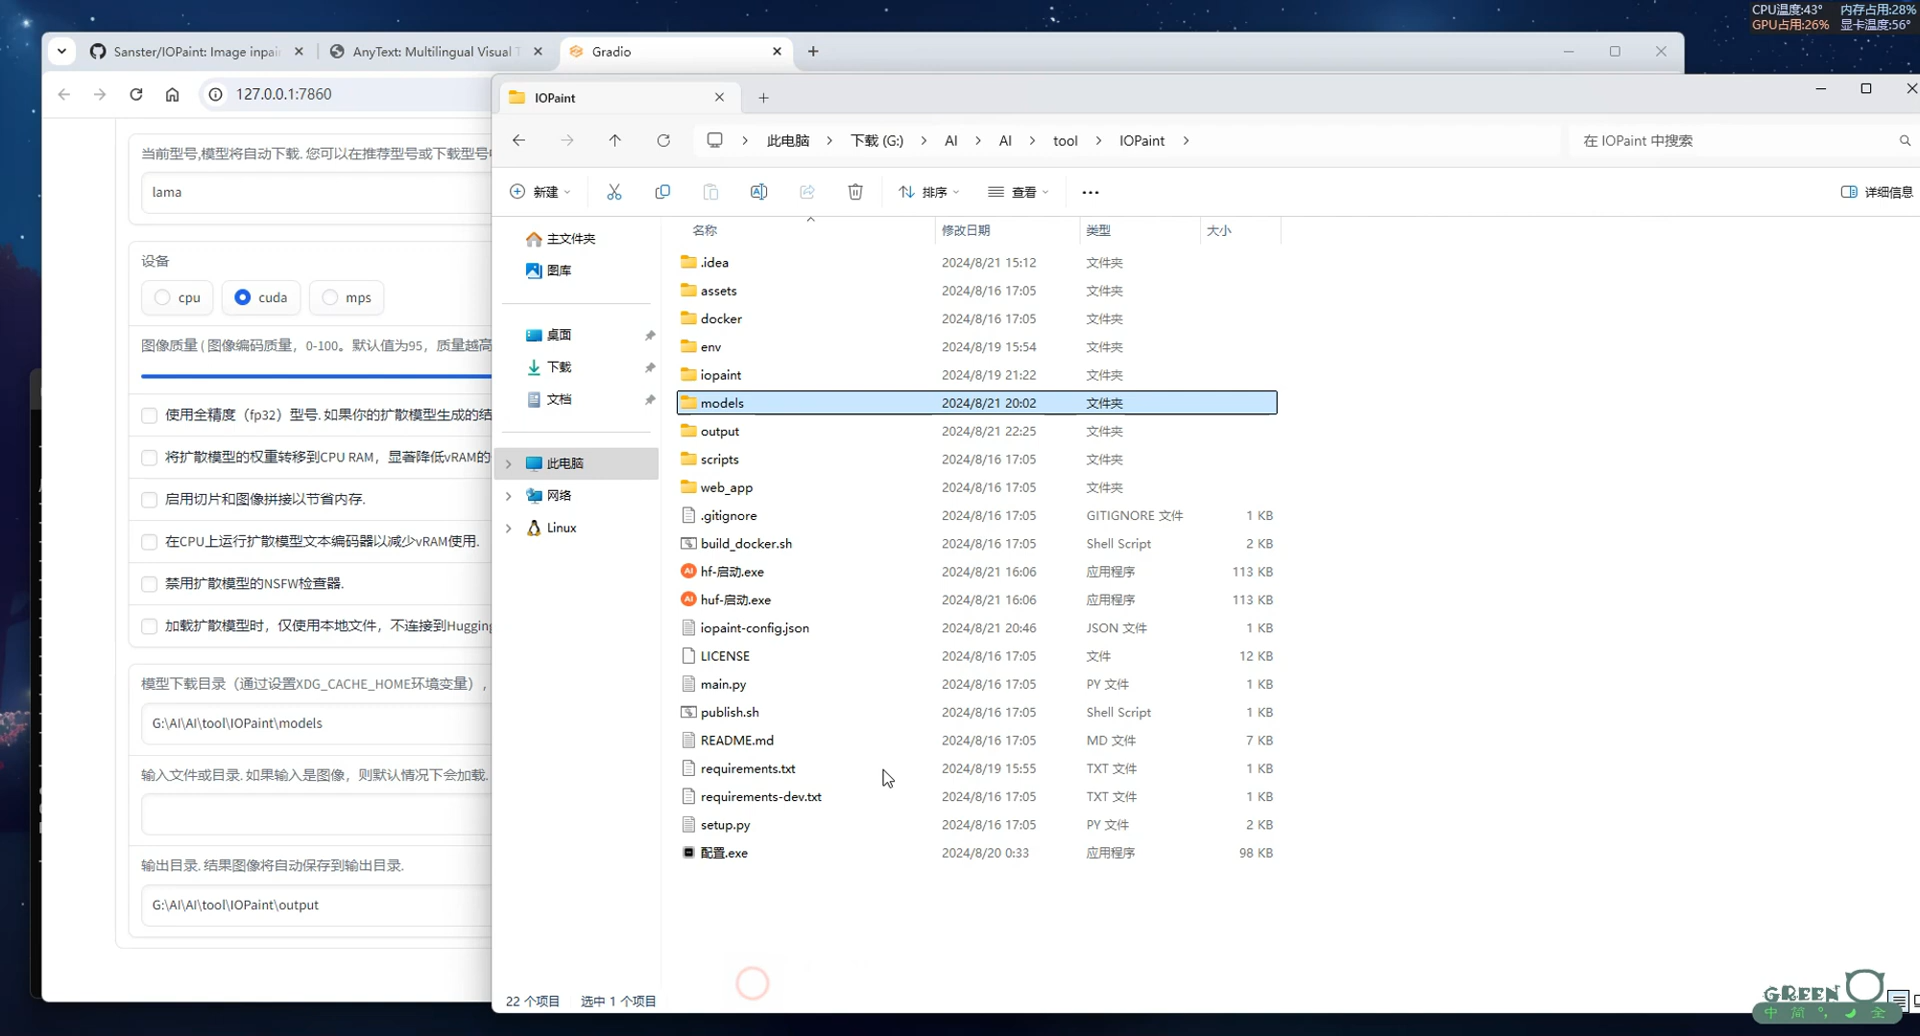 CPU温度:43° 内存占用:28%
GPU占用:26% 显卡温度:56°
Sanster/IOPaint: Image inpai
AnyText: Multilingual Visual T
Gradio
127.0.0.1:7860
当前型号,模型将自动下载. 您可以在推荐型号或下载型号
lama
设备
cpu
cuda
mps
图像质量 ( 图像编码质量，0-100。默认值为95，质量越高
使用全精度（fp32）型号. 如果你的扩散模型生成的结
将扩散模型的权重转移到CPU RAM，显著降低vRAM的
启用切片和图像拼接以节省内存.
在CPU上运行扩散模型文本编码器以减少vRAM使用.
禁用扩散模型的NSFW检查器.
加载扩散模型时，仅使用本地文件，不连接到Hugging
模型下载目录（通过设置XDG_CACHE_HOME环境变量），
G:\AI\AI\tool\IOPaint\models
输入文件或目录. 如果输入是图像，则默认情况下会加载.
输出目录. 结果图像将自动保存到输出目录.
G:\AI\AI\tool\IOPaint\output
IOPaint
此电脑 下载 (G:) AI AI tool IOPaint
在 IOPaint 中搜索
新建 排序 查看 详细信息
主文件夹
图库
桌面
下载
文档
此电脑
网络
Linux
名称 修改日期 类型 大小
.idea 2024/8/21 15:12 文件夹
assets 2024/8/16 17:05 文件夹
docker 2024/8/16 17:05 文件夹
env 2024/8/19 15:54 文件夹
iopaint 2024/8/19 21:22 文件夹
models 2024/8/21 20:02 文件夹
output 2024/8/21 22:25 文件夹
scripts 2024/8/16 17:05 文件夹
web_app 2024/8/16 17:05 文件夹
.gitignore 2024/8/16 17:05 GITIGNORE 文件 1 KB
build_docker.sh 2024/8/16 17:05 Shell Script 2 KB
hf-启动.exe 2024/8/21 16:06 应用程序 113 KB
huf-启动.exe 2024/8/21 16:06 应用程序 113 KB
iopaint-config.json 2024/8/21 20:46 JSON 文件 1 KB
LICENSE 2024/8/16 17:05 文件 12 KB
main.py 2024/8/16 17:05 PY 文件 1 KB
publish.sh 2024/8/16 17:05 Shell Script 1 KB
README.md 2024/8/16 17:05 MD 文件 7 KB
requirements.txt 2024/8/19 15:55 TXT 文件 1 KB
requirements-dev.txt 2024/8/16 17:05 TXT 文件 1 KB
setup.py 2024/8/16 17:05 PY 文件 2 KB
配置.exe 2024/8/20 0:33 应用程序 98 KB
22 个项目 选中 1 个项目
GREEN
中 简 °, 全